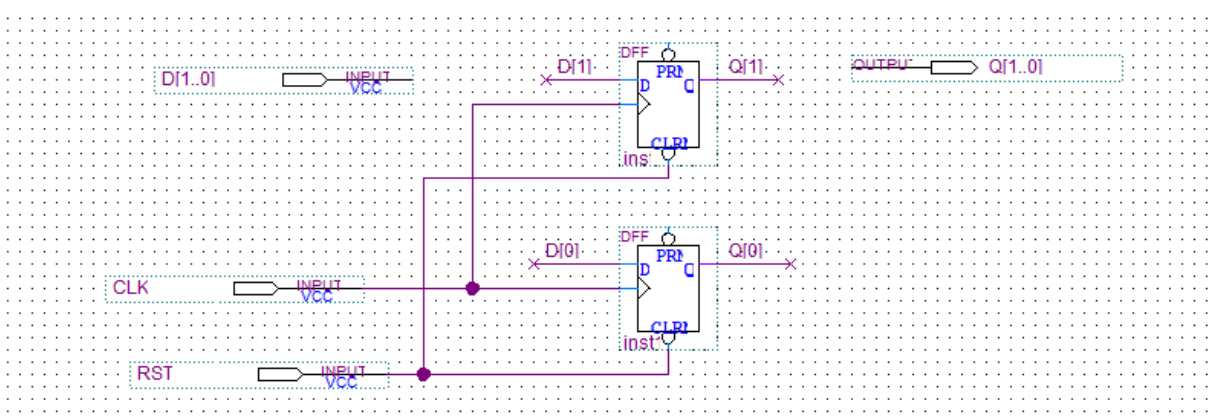 DFF
D[1..0] INPUT VCC D[1] PRN D Q Q[1] OUTPUT Q[1..0]
CLRN
inst
DFF
D[0] PRN D Q Q[0]
CLK INPUT VCC
CLRN
inst1
RST INPUT VCC